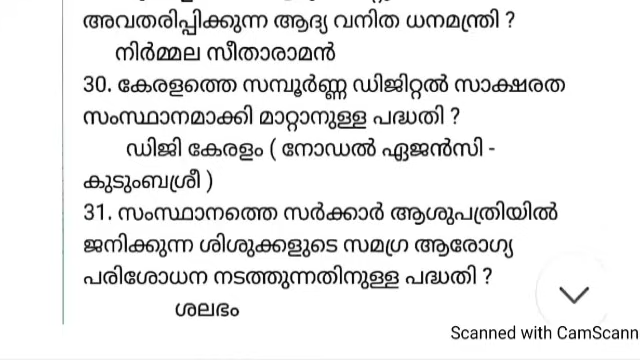 അവതരിപ്പിക്കുന്ന ആദ്യ വനിത ധനമന്ത്രി ?
നിർമ്മല സീതാരാമൻ
30. കേരളത്തെ സമ്പൂർണ്ണ ഡിജിറ്റൽ സാക്ഷരത
സംസ്ഥാനമാക്കി മാറ്റാനുള്ള പദ്ധതി ?
ഡിജി കേരളം ( നോഡൽ ഏജൻസി -
കുടുംബശ്രീ )
31. സംസ്ഥാനത്തെ സർക്കാർ ആശുപത്രിയിൽ
ജനിക്കുന്ന ശിശുക്കളുടെ സമഗ്ര ആരോഗ്യ
പരിശോധന നടത്തുന്നതിനുള്ള പദ്ധതി ?
ശലഭം
Scanned with CamScann